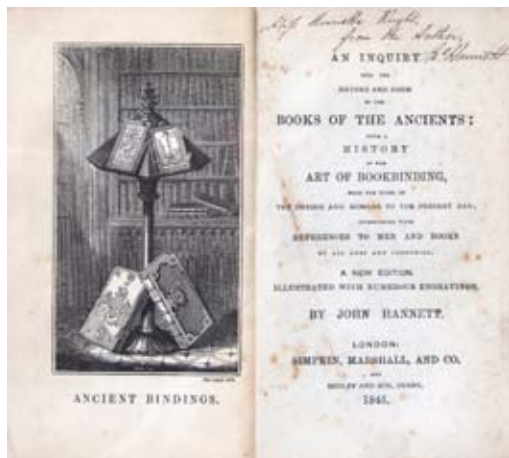 ANCIENT BINDINGS.
from the Author,
AN INQUIRY
INTO THE
NATURE AND FORM
OF THE
BOOKS OF THE ANCIENTS;
WITH A
HISTORY
OF THE
ART OF BOOKBINDING,
FROM THE TIMES OF
THE GREEKS AND ROMANS TO THE PRESENT DAY;
INTERSPERSED WITH
REFERENCES TO MEN AND BOOKS
OF ALL AGES AND COUNTRIES.
A NEW EDITION.
ILLUSTRATED WITH NUMEROUS ENGRAVINGS.
BY JOHN HANNETT.
LONDON:
SIMPKIN, MARSHALL, AND CO.
AND
MOZLEY AND SON, DERBY,
1843.